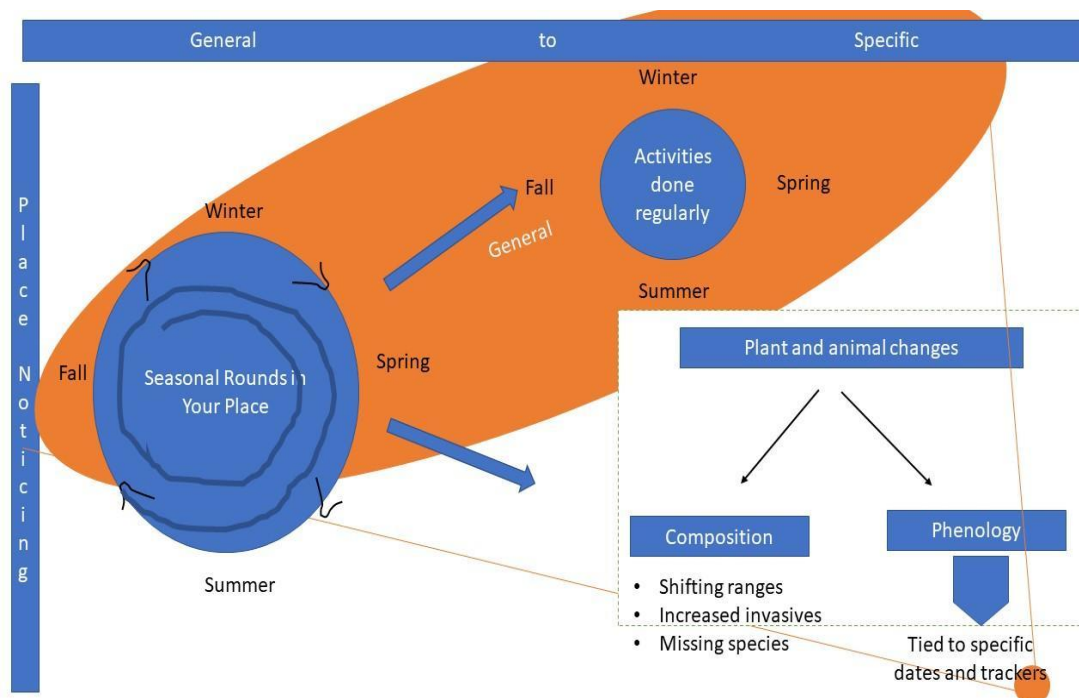 General to Specific
Place Noticing
Winter
Activities
done
regularly
Fall
Spring
General
Summer
Winter
Fall
Seasonal Rounds in
Your Place
Spring
Summer
Plant and animal changes
Composition
Phenology
• Shifting ranges
• Increased invasives
• Missing species
Tied to specific
dates and trackers